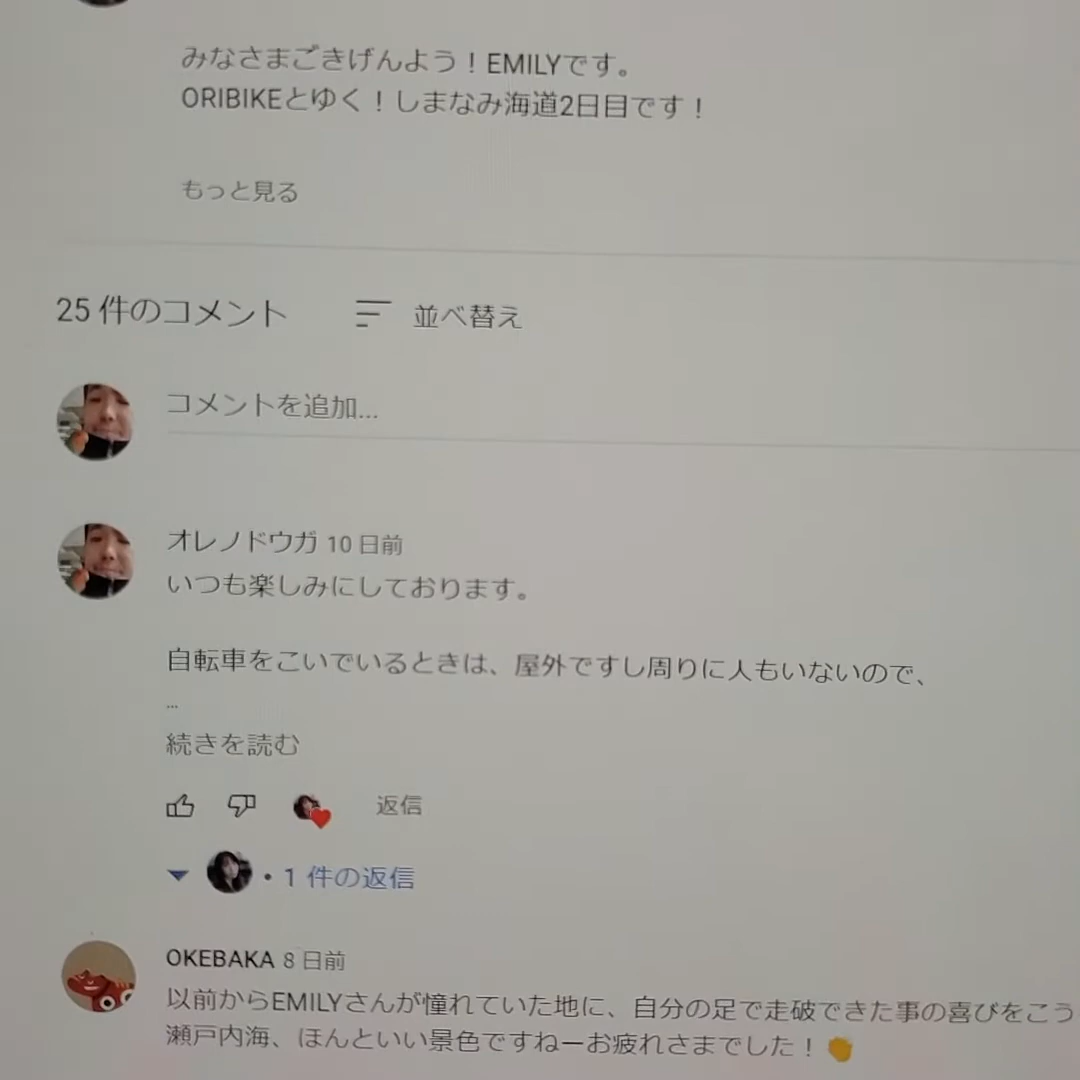 みなさまごきげんよう！EMILYです。
ORIBIKEとゆく！しまなみ海道2日目です！
もっと見る
25 件のコメント 並べ替え
コメントを追加...
オレノドウガ 10 日前
いつも楽しみにしております。
自転車をこいでいるときは、屋外ですし周りに人もいないので、
...
続きを読む
返信
• 1 件の返信
OKEBAKA 8 日前
以前からEMILYさんが憧れていた地に、自分の足で走破できた事の喜びをこう
瀬戸内海、ほんといい景色ですねーお疲れさまでした！👏